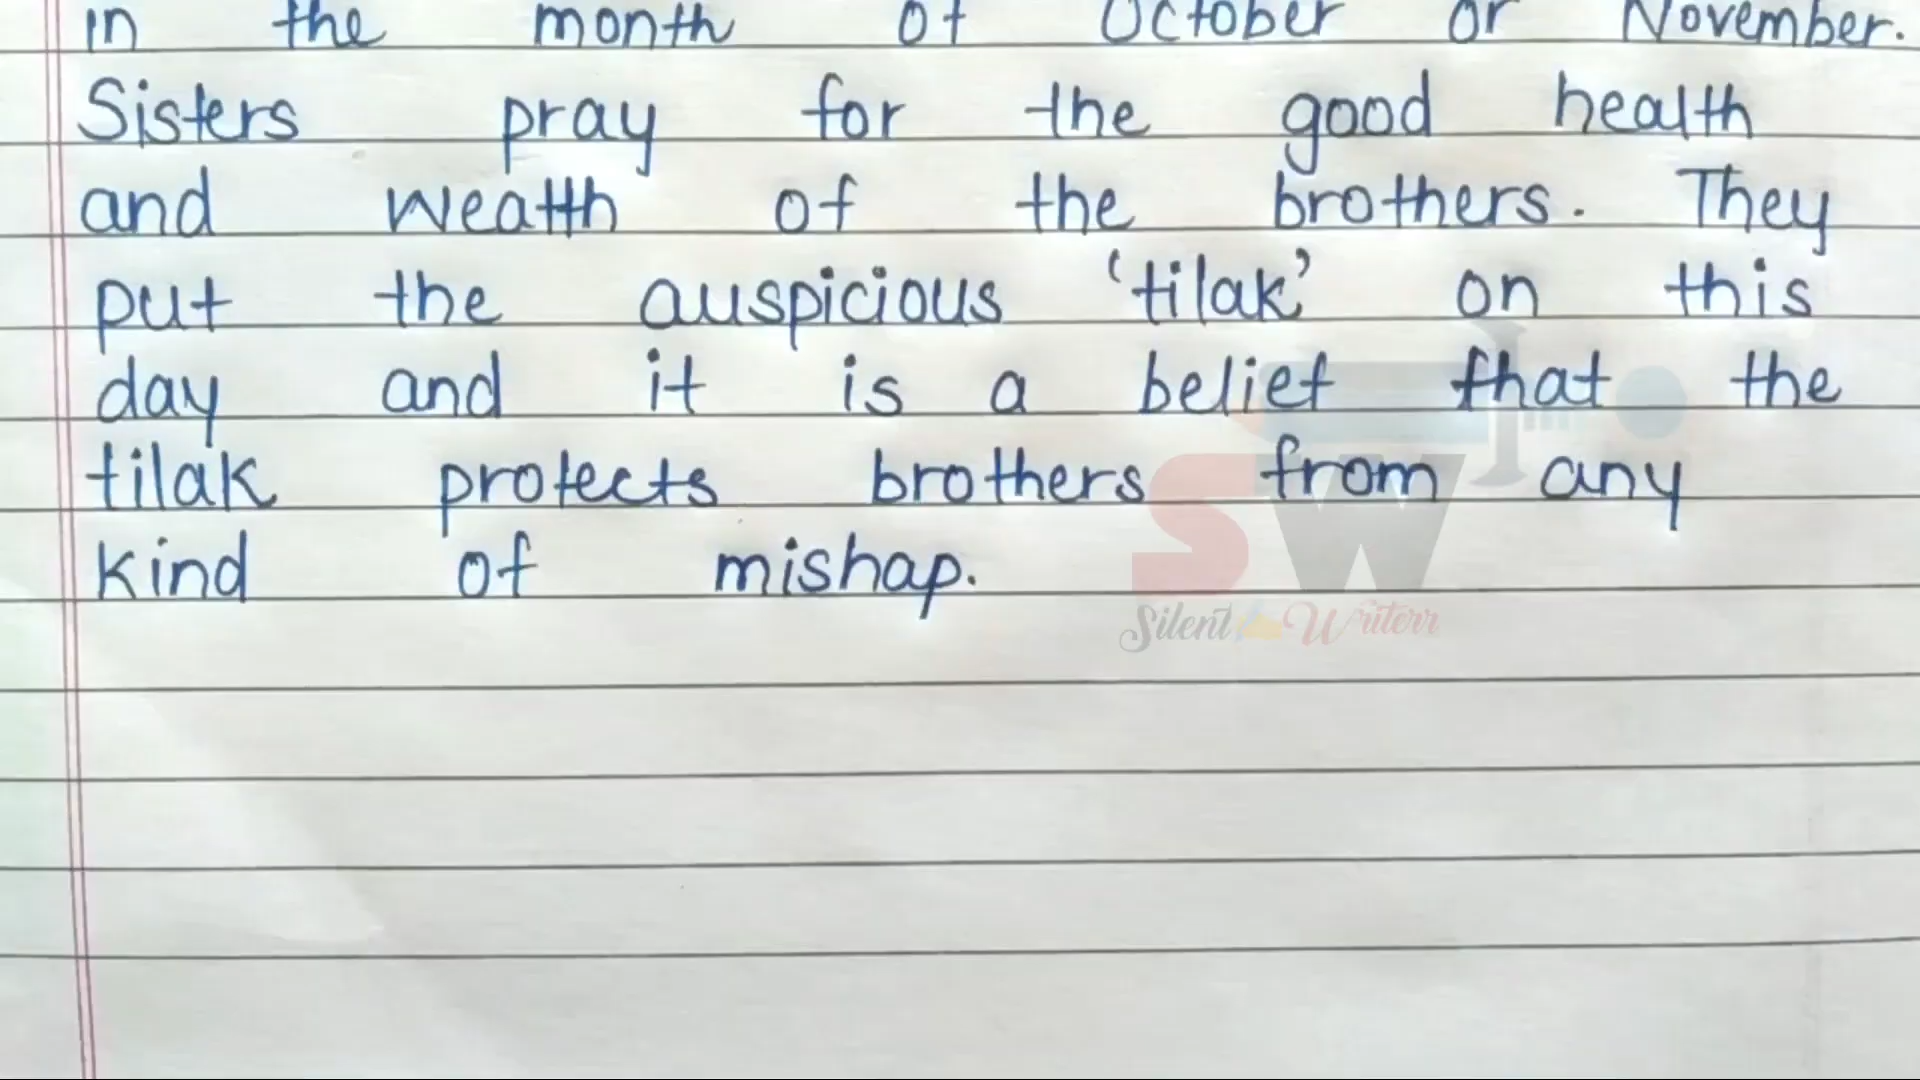 in the month of October or November.
Sisters pray for the good health
and wealth of the brothers. They
put the auspicious 'tilak' on this
day and it is a belief that the
tilak protects brothers from any
kind of mishap.
SW
Silent Writerr